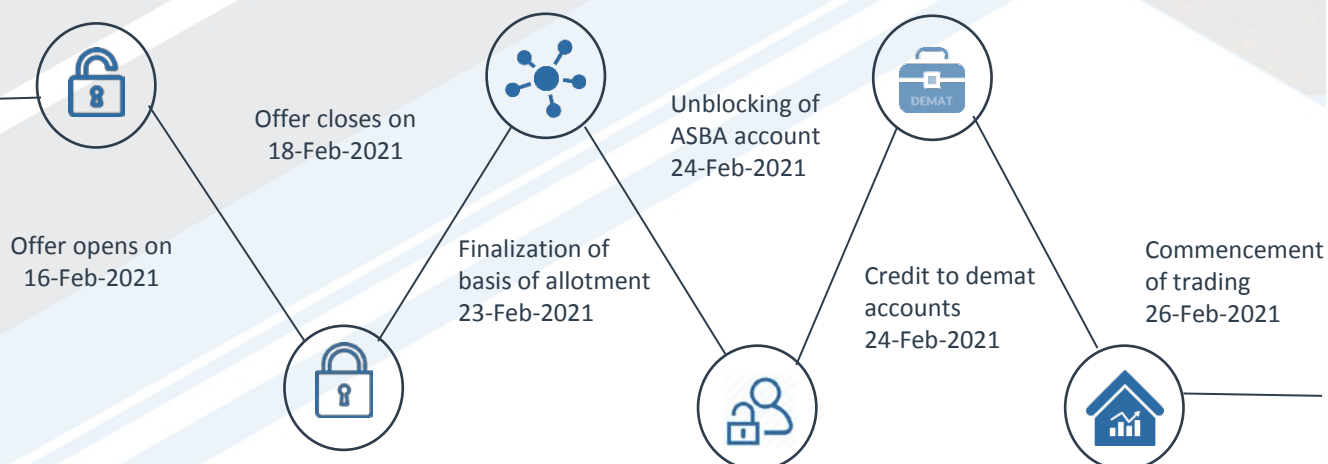 Offer opens on
16-Feb-2021
Offer closes on
18-Feb-2021
Finalization of
basis of allotment
23-Feb-2021
Unblocking of
ASBA account
24-Feb-2021
DEMAT
Credit to demat
accounts
24-Feb-2021
Commencement
of trading
26-Feb-2021